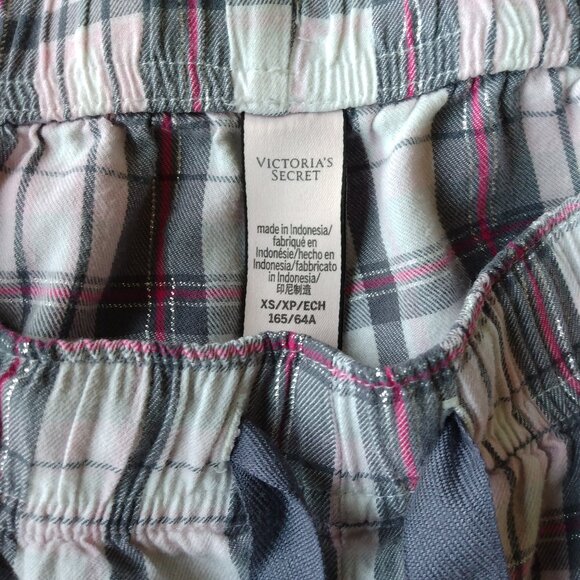 VICTORIA'S
SECRET
made in Indonesia/
fabriqué en
Indonésie/hecho en
Indonesia/fabbricato
in Indonesia/
印尼制造
XS/XP/ECH
165/64A